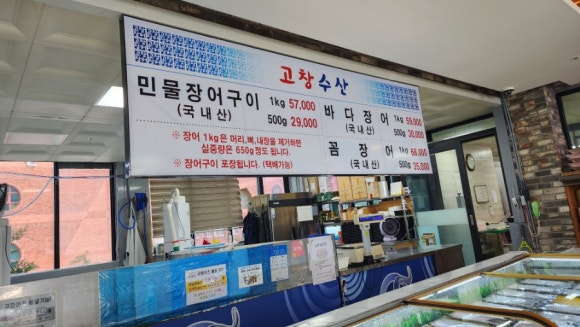 고창수산
민물장어구이 1kg 57,000
(국내산) 500g 29,000
※ 장어 1kg은 머리,뼈,내장을 제거하면
실중량은 650g정도 됩니다.
※ 장어구이 포장됩니다. (택배가능)
바다장어 1kg 59,000
(국내산) 500g 30,000
꼼장어 1kg 68,000
(국내산) 500g 35,000